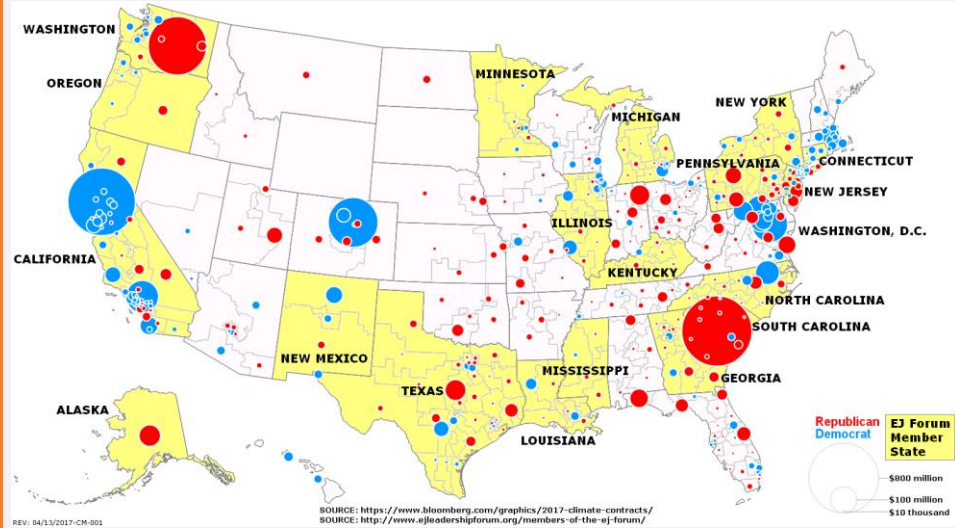 WASHINGTON
OREGON
MINNESOTA
MICHIGAN
NEW YORK
PENNSYLVANIA
CONNECTICUT
NEW JERSEY
ILLINOIS
WASHINGTON, D.C.
CALIFORNIA
KENTUCKY
NORTH CAROLINA
SOUTH CAROLINA
NEW MEXICO
MISSISSIPPI
TEXAS
GEORGIA
ALASKA
LOUISIANA
Republican
Democrat
EJ Forum
Member
State
$800 million
$100 million
$10 thousand
SOURCE: https://www.bloomberg.com/graphics/2017-climate-contracts/
SOURCE: http://www.ejleadershipforum.org/members-of-the-ej-forum/
REV: 04/13/2017-CM-001